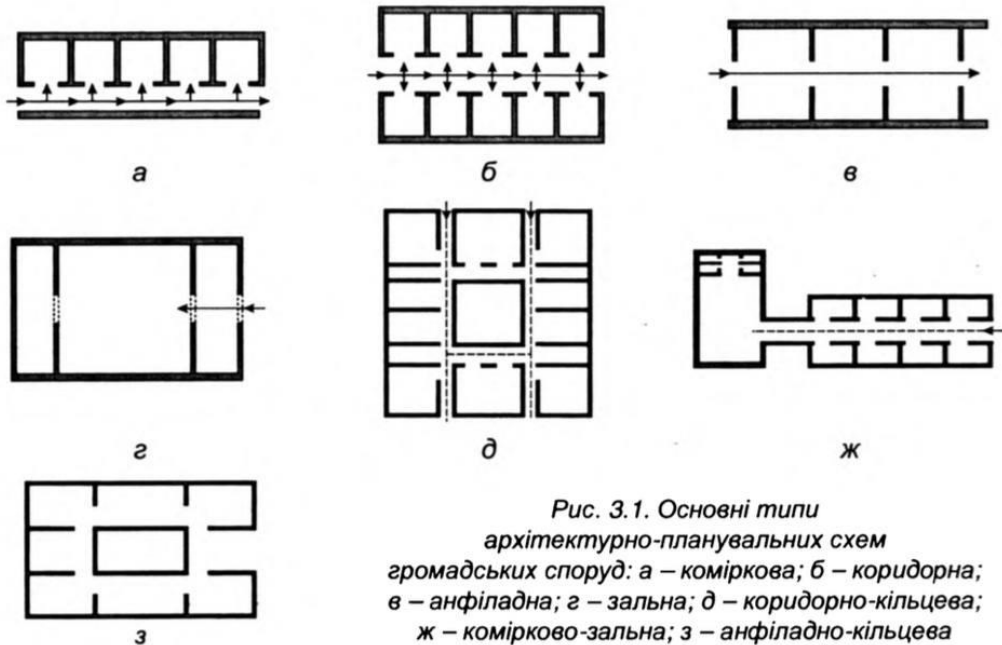 а
б
в
г
д
ж
з
Рис. 3.1. Основні типи
архітектурно-планувальних схем
громадських споруд: а – коміркова; б – коридорна;
в – анфіладна; г – зальна; д – коридорно-кільцева;
ж – комірково-зальна; з – анфіладно-кільцева